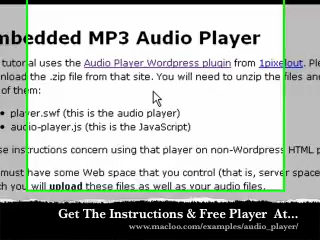 mbedded MP3 Audio Player
tutorial uses the Audio Player Wordpress plugin from 1pixelout. Ple
nload the .zip file from that site. You will need to unzip the files and
of them:
• player.swf (this is the audio player)
• audio-player.js (this is the JavaScript)
se instructions concern using that player on non-Wordpress HTML p
must have some Web space that you control (that is, server space
ch you will upload these files as well as your audio files.
Get The Instructions & Free Player At...
www.macloo.com/examples/audio_player/